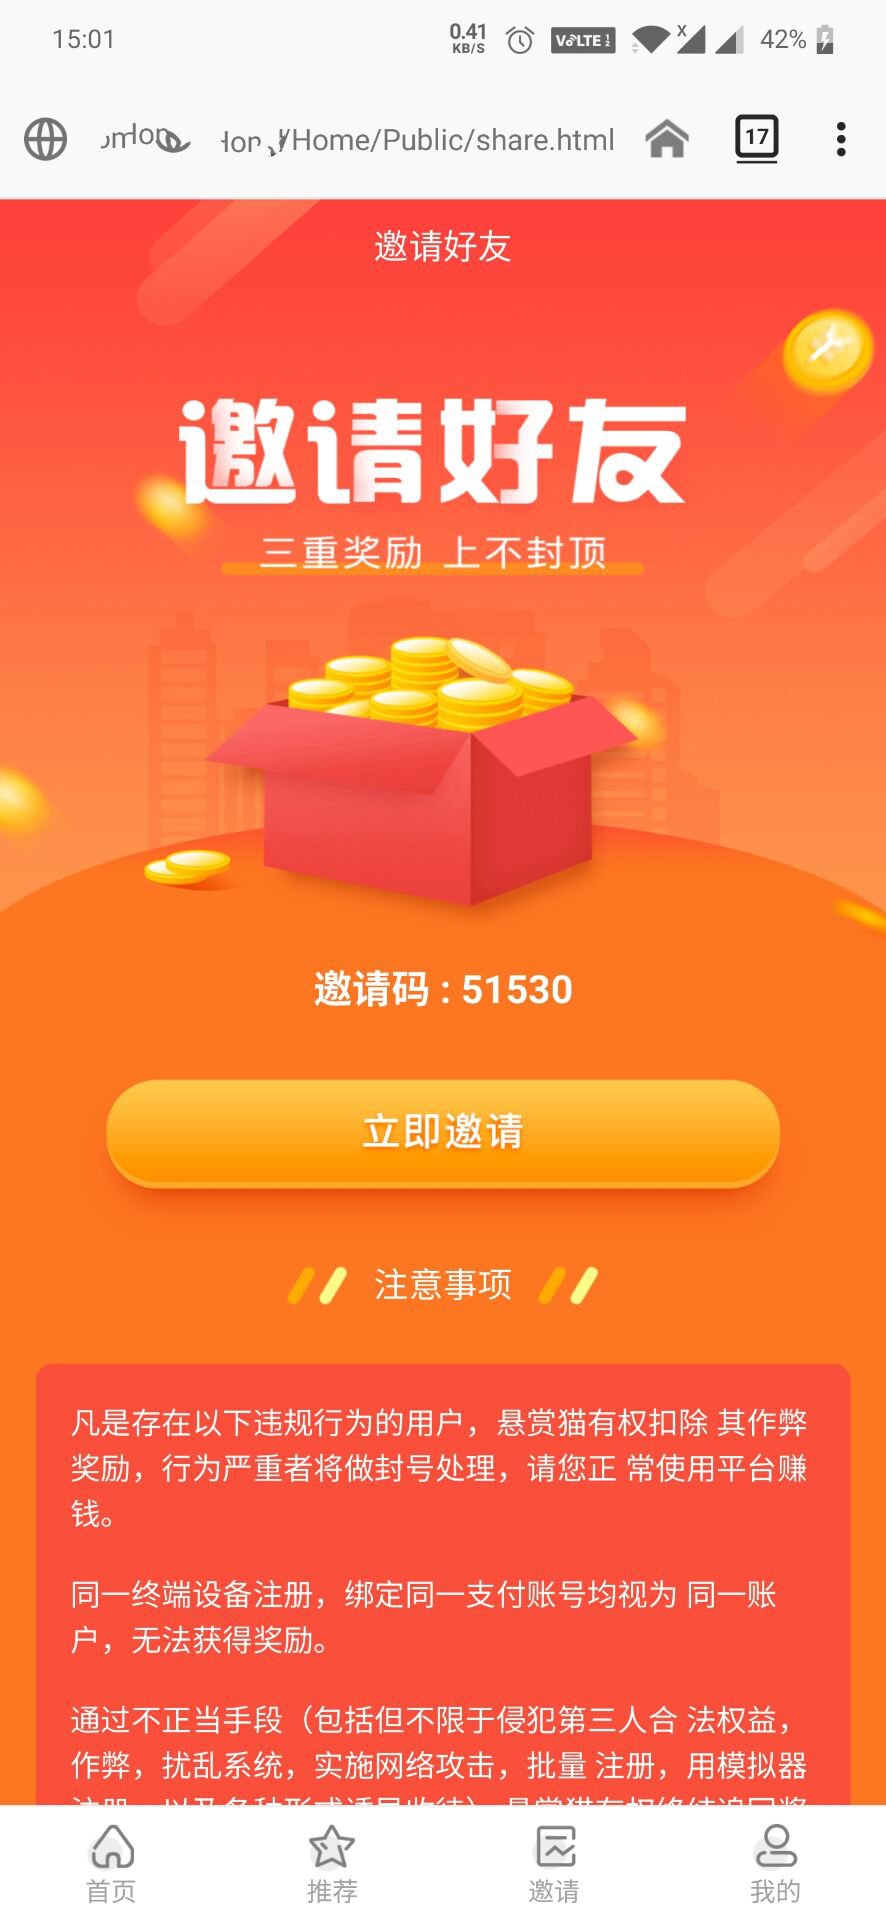 15:01
0.41
KB/S
VoLTE
42%
/Home/Public/share.html
17
邀请好友
邀请好友
三重奖励 上不封顶
邀请码 : 51530
立即邀请
注意事项
凡是存在以下违规行为的用户，悬赏猫有权扣除 其作弊
奖励，行为严重者将做封号处理，请您正 常使用平台赚
钱。
同一终端设备注册，绑定同一支付账号均视为 同一账
户，无法获得奖励。
通过不正当手段（包括但不限于侵犯第三人合 法权益，
作弊，扰乱系统，实施网络攻击，批量 注册，用模拟器
首页
推荐
邀请
我的